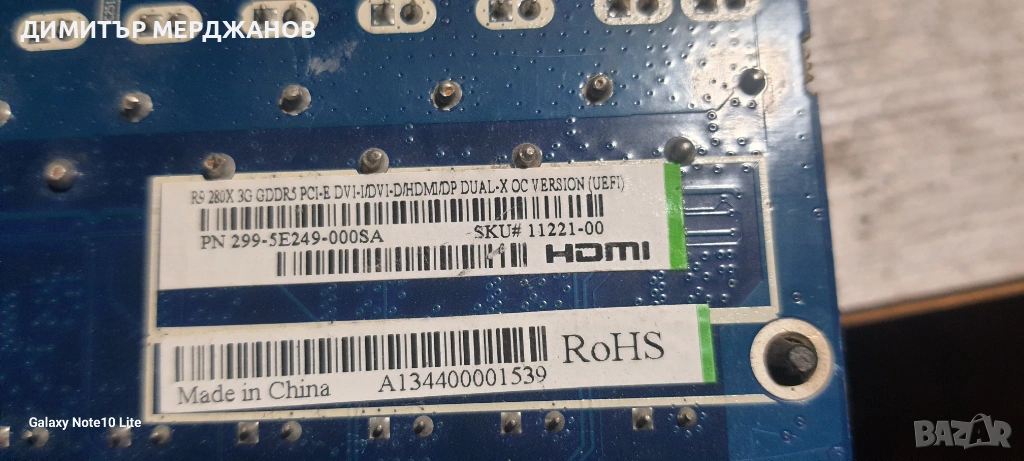 ДИМИТЪР МЕРДЖАНОВ
R9 280X 3G GDDR5 PCI-E DVI-I/DVI-D/HDMI/DP DUAL-X OC VERSION (UEFI)
PN 299-5E249-000SA SKU# 11221-00
HDMI
RoHS
Made in China A134400001539
Galaxy Note10 Lite
BAZAR